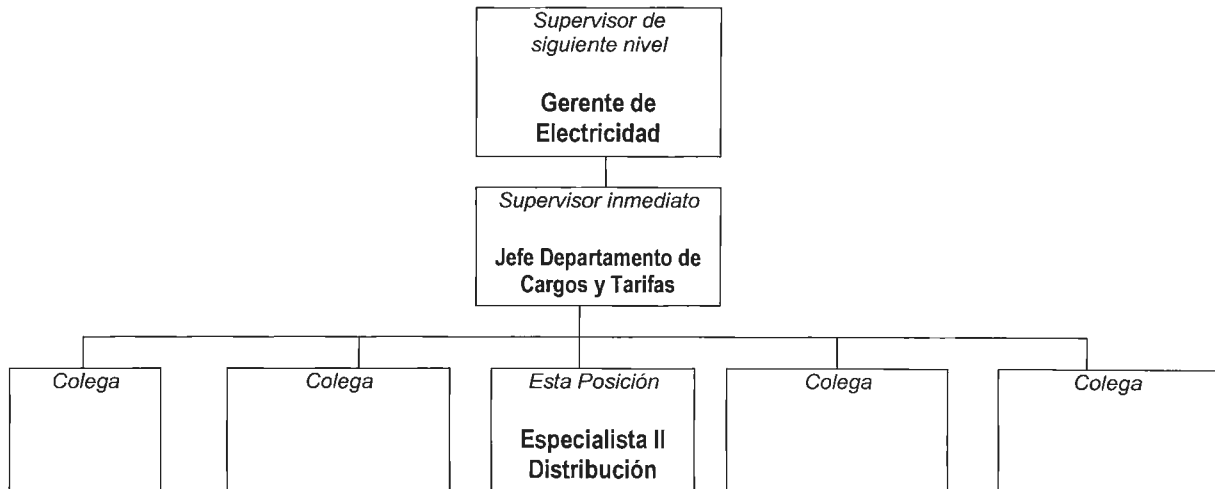 Supervisor de
siguiente nivel
Gerente de
Electricidad
Supervisor inmediato
Jefe Departamento de
Cargos y Tarifas
Colega
Colega
Esta Posición
Especialista II
Distribución
Colega
Colega